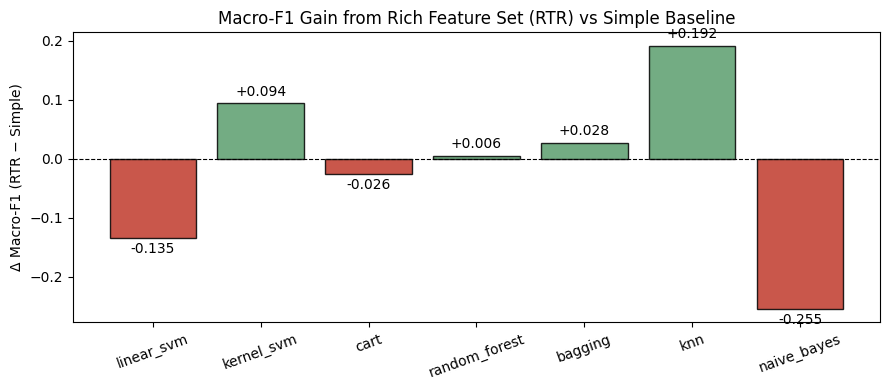 Macro-F1 Gain from Rich Feature Set (RTR) vs Simple Baseline
Δ Macro-F1 (RTR − Simple)
0.2
0.1
0.0
−0.1
−0.2
-0.135
+0.094
-0.026
+0.006
+0.028
+0.192
-0.255
linear_svm
kernel_svm
cart
random_forest
bagging
knn
naive_bayes